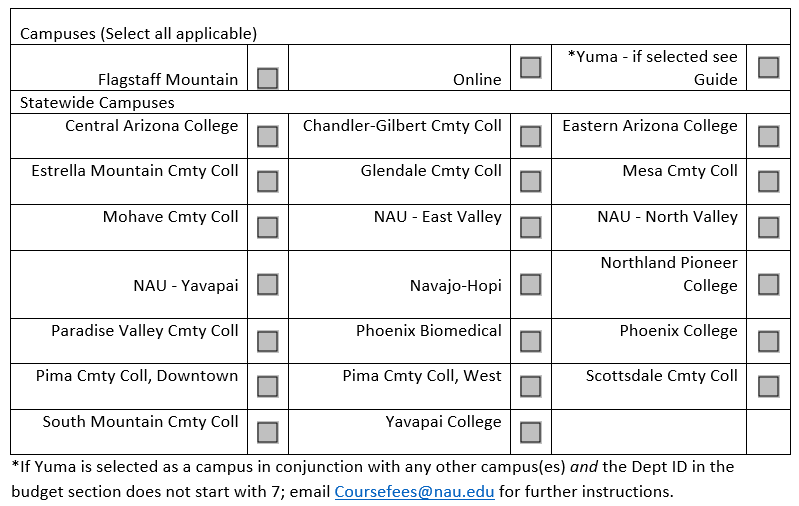 Campuses (Select all applicable)
Flagstaff Mountain
Online
*Yuma - if selected see
Guide
Statewide Campuses
Central Arizona College
Chandler-Gilbert Cmty Coll
Eastern Arizona College
Estrella Mountain Cmty Coll
Glendale Cmty Coll
Mesa Cmty Coll
Mohave Cmty Coll
NAU - East Valley
NAU - North Valley
NAU - Yavapai
Navajo-Hopi
Northland Pioneer
College
Paradise Valley Cmty Coll
Phoenix Biomedical
Phoenix College
Pima Cmty Coll, Downtown
Pima Cmty Coll, West
Scottsdale Cmty Coll
South Mountain Cmty Coll
Yavapai College
*If Yuma is selected as a campus in conjunction with any other campus(es) and the Dept ID in the
budget section does not start with 7; email Coursefees@nau.edu for further instructions.